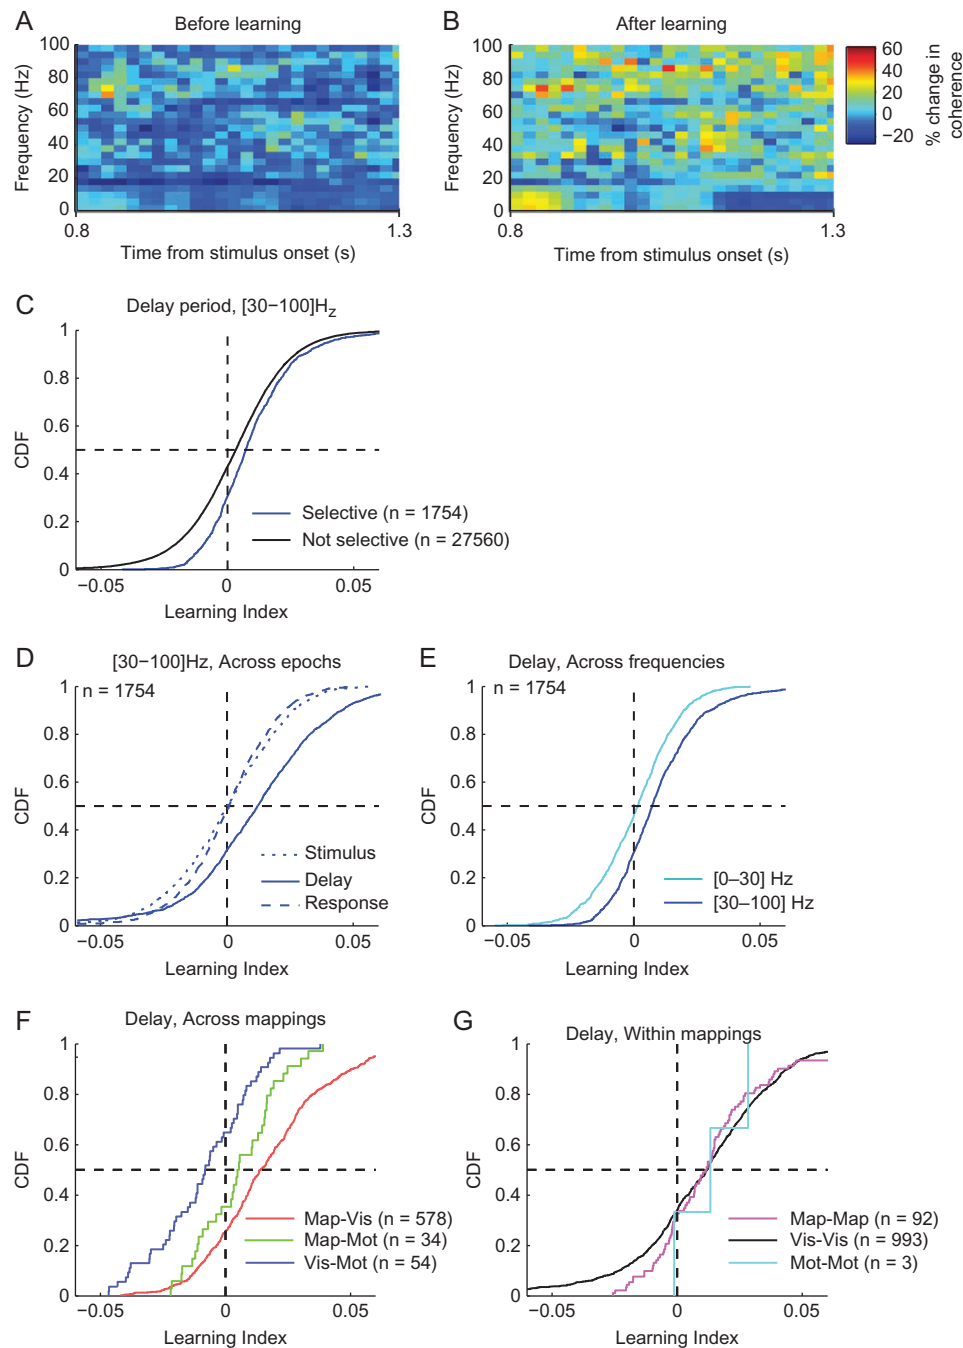 A
Before learning
B
After learning
Frequency (Hz)
100
80
60
40
20
0
0.8
1.3
Time from stimulus onset (s)
Frequency (Hz)
100
80
60
40
20
0
0.8
1.3
Time from stimulus onset (s)
60
40
20
0
−20
% change in
coherence
C
Delay period, [30−100]Hz
CDF
1
0.8
0.6
0.4
0.2
0
Selective (n = 1754)
Not selective (n = 27560)
−0.05
0
0.05
Learning Index
D
[30−100]Hz, Across epochs
n = 1754
CDF
1
0.8
0.6
0.4
0.2
0
Stimulus
Delay
Response
−0.05
0
0.05
Learning Index
E
Delay, Across frequencies
n = 1754
CDF
1
0.8
0.6
0.4
0.2
0
[0–30] Hz
[30–100] Hz
−0.05
0
0.05
Learning Index
F
Delay, Across mappings
CDF
1
0.8
0.6
0.4
0.2
0
Map-Vis (n = 578)
Map-Mot (n = 34)
Vis-Mot (n = 54)
−0.05
0
0.05
Learning Index
G
Delay, Within mappings
CDF
1
0.8
0.6
0.4
0.2
0
Map-Map (n = 92)
Vis-Vis (n = 993)
Mot-Mot (n = 3)
−0.05
0
0.05
Learning Index